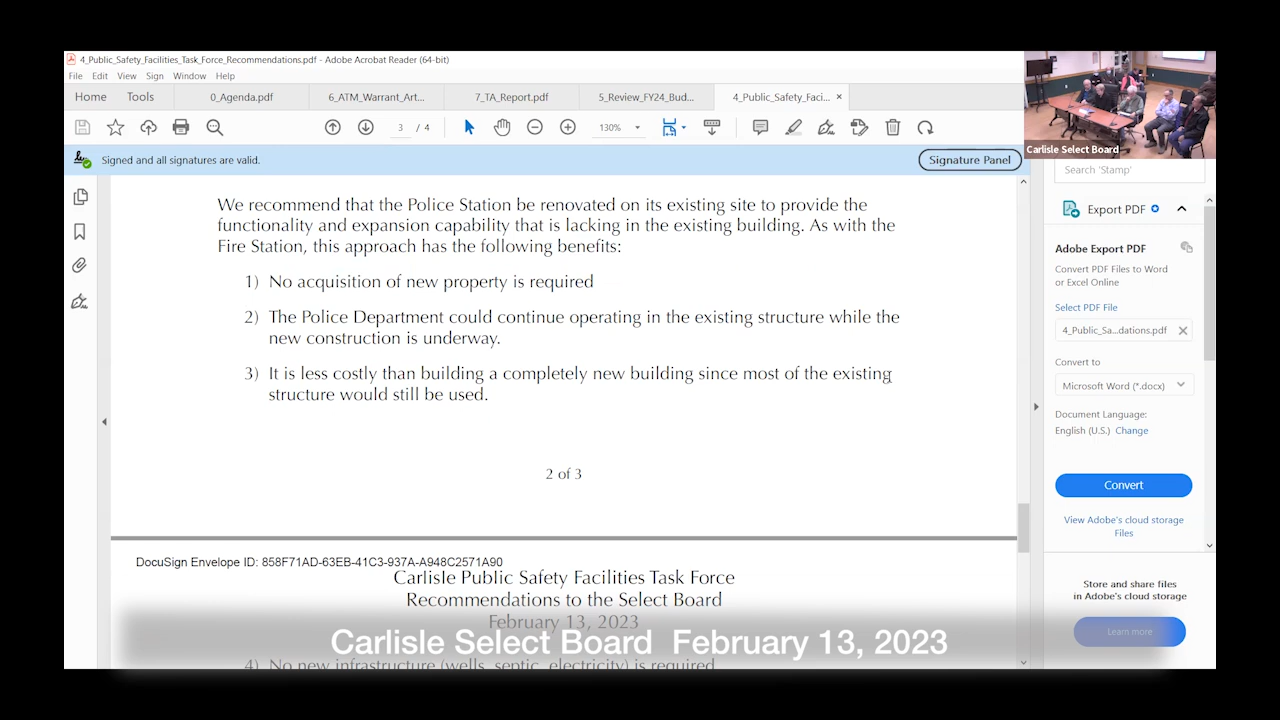 4_Public_Safety_Facilities_Task_Force_Recommendations.pdf - Adobe Acrobat Reader (64-bit)
File Edit View Sign Window Help
Home Tools 0_Agenda.pdf 6_ATM_Warrant_Art... 7_TA_Report.pdf 5_Review_FY24_Bud... 4_Public_Safety_Faci... ×
3 / 4 130%
Carlisle Select Board
Signed and all signatures are valid.
Signature Panel
Search 'Stamp'
Export PDF
Adobe Export PDF
Convert PDF Files to Word
or Excel Online
Select PDF File
4_Public_Sa...dations.pdf
Convert to
Microsoft Word (*.docx)
Document Language:
English (U.S.) Change
Convert
View Adobe's cloud storage
Files
Store and share files
in Adobe's cloud storage
Learn more
We recommend that the Police Station be renovated on its existing site to provide the
functionality and expansion capability that is lacking in the existing building. As with the
Fire Station, this approach has the following benefits:
1) No acquisition of new property is required
2) The Police Department could continue operating in the existing structure while the
new construction is underway.
3) It is less costly than building a completely new building since most of the existing
structure would still be used.
2 of 3
DocuSign Envelope ID: 858F71AD-63EB-41C3-937A-A948C2571A90
Carlisle Public Safety Facilities Task Force
Recommendations to the Select Board
February 13, 2023
Carlisle Select Board February 13, 2023
4) No new infrastructure (wells, septic, electricity) is required